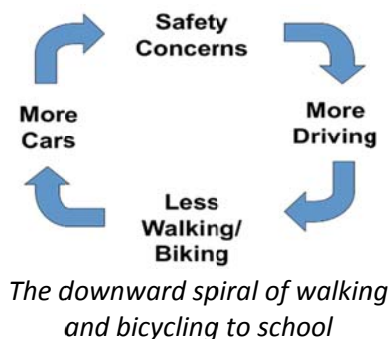 Safety
Concerns
More
Cars
More
Driving
Less
Walking/
Biking
The downward spiral of walking
and bicycling to school